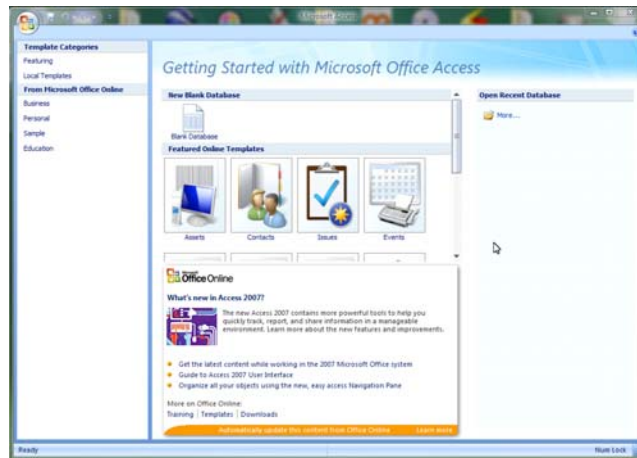 Microsoft Access
Template Categories
Featuring
Local Templates
From Microsoft Office Online
Business
Personal
Sample
Education
Getting Started with Microsoft Office Access
New Blank Database
Blank Database
Featured Online Templates
Assets
Contacts
Issues
Events
Microsoft
Office Online
What's new in Access 2007?
The new Access 2007 contains more powerful tools to help you
quickly track, report, and share information in a manageable
environment. Learn more about the new features and improvements.
Get the latest content while working in the 2007 Microsoft Office system
Guide to Access 2007 User Interface
Organize all your objects using the new, easy access Navigation Pane
More on Office Online:
Training | Templates | Downloads
Automatically update this content from Office Online
Learn more
Open Recent Database
More...
Ready
Num Lock